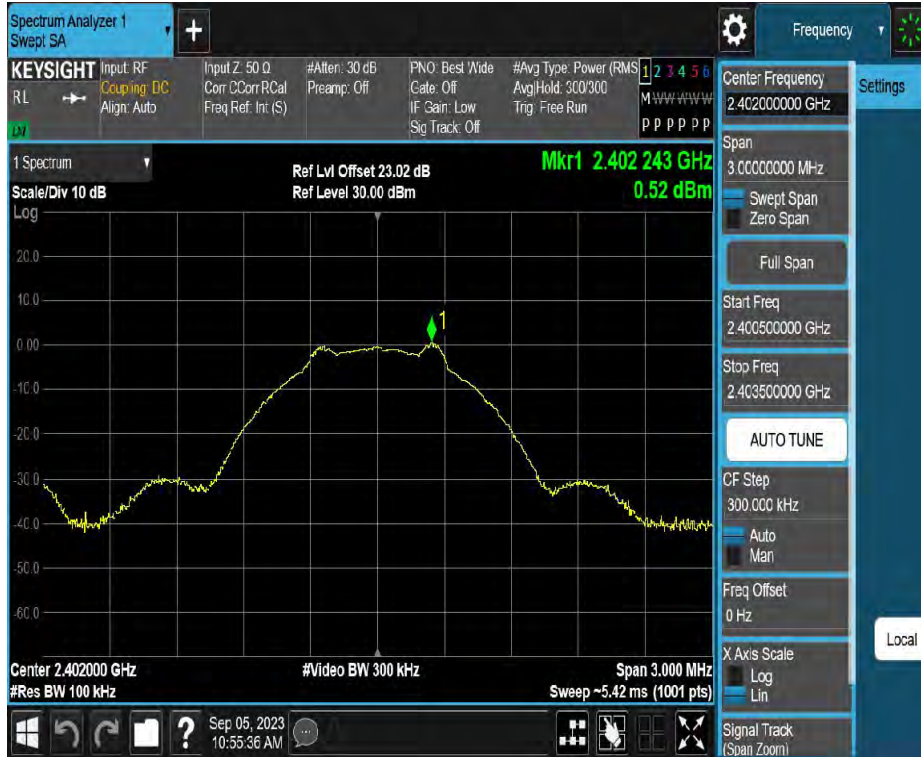 Spectrum Analyzer 1
Swept SA
+
Frequency
KEYSIGHT
RL
Input: RF
Coupling: DC
Align: Auto
Input Z: 50 Ω
Corr CCorr RCal
Freq Ref: Int (S)
#Atten: 30 dB
Preamp: Off
PNO: Best Wide
Gate: Off
IF Gain: Low
Sig Track: Off
#Avg Type: Power (RMS
Avg|Hold: 300/300
Trig: Free Run
1 2 3 4 5 6
M W W W W W
P P P P P P
1 Spectrum
Scale/Div 10 dB
Log
Ref Lvl Offset 23.02 dB
Ref Level 30.00 dBm
Mkr1 2.402 243 GHz
0.52 dBm
20.0
10.0
0.00
-10.0
-20.0
-30.0
-40.0
-50.0
-60.0
1
Center 2.402000 GHz
#Res BW 100 kHz
#Video BW 300 kHz
Span 3.000 MHz
Sweep ~5.42 ms (1001 pts)
Sep 05, 2023
10:55:36 AM
?
Center Frequency
2.402000000 GHz
Settings
Span
3.00000000 MHz
Swept Span
Zero Span
Full Span
Start Freq
2.400500000 GHz
Stop Freq
2.403500000 GHz
AUTO TUNE
CF Step
300.000 kHz
Auto
Man
Freq Offset
0 Hz
X Axis Scale
Log
Lin
Local
Signal Track
(Span Zoom)